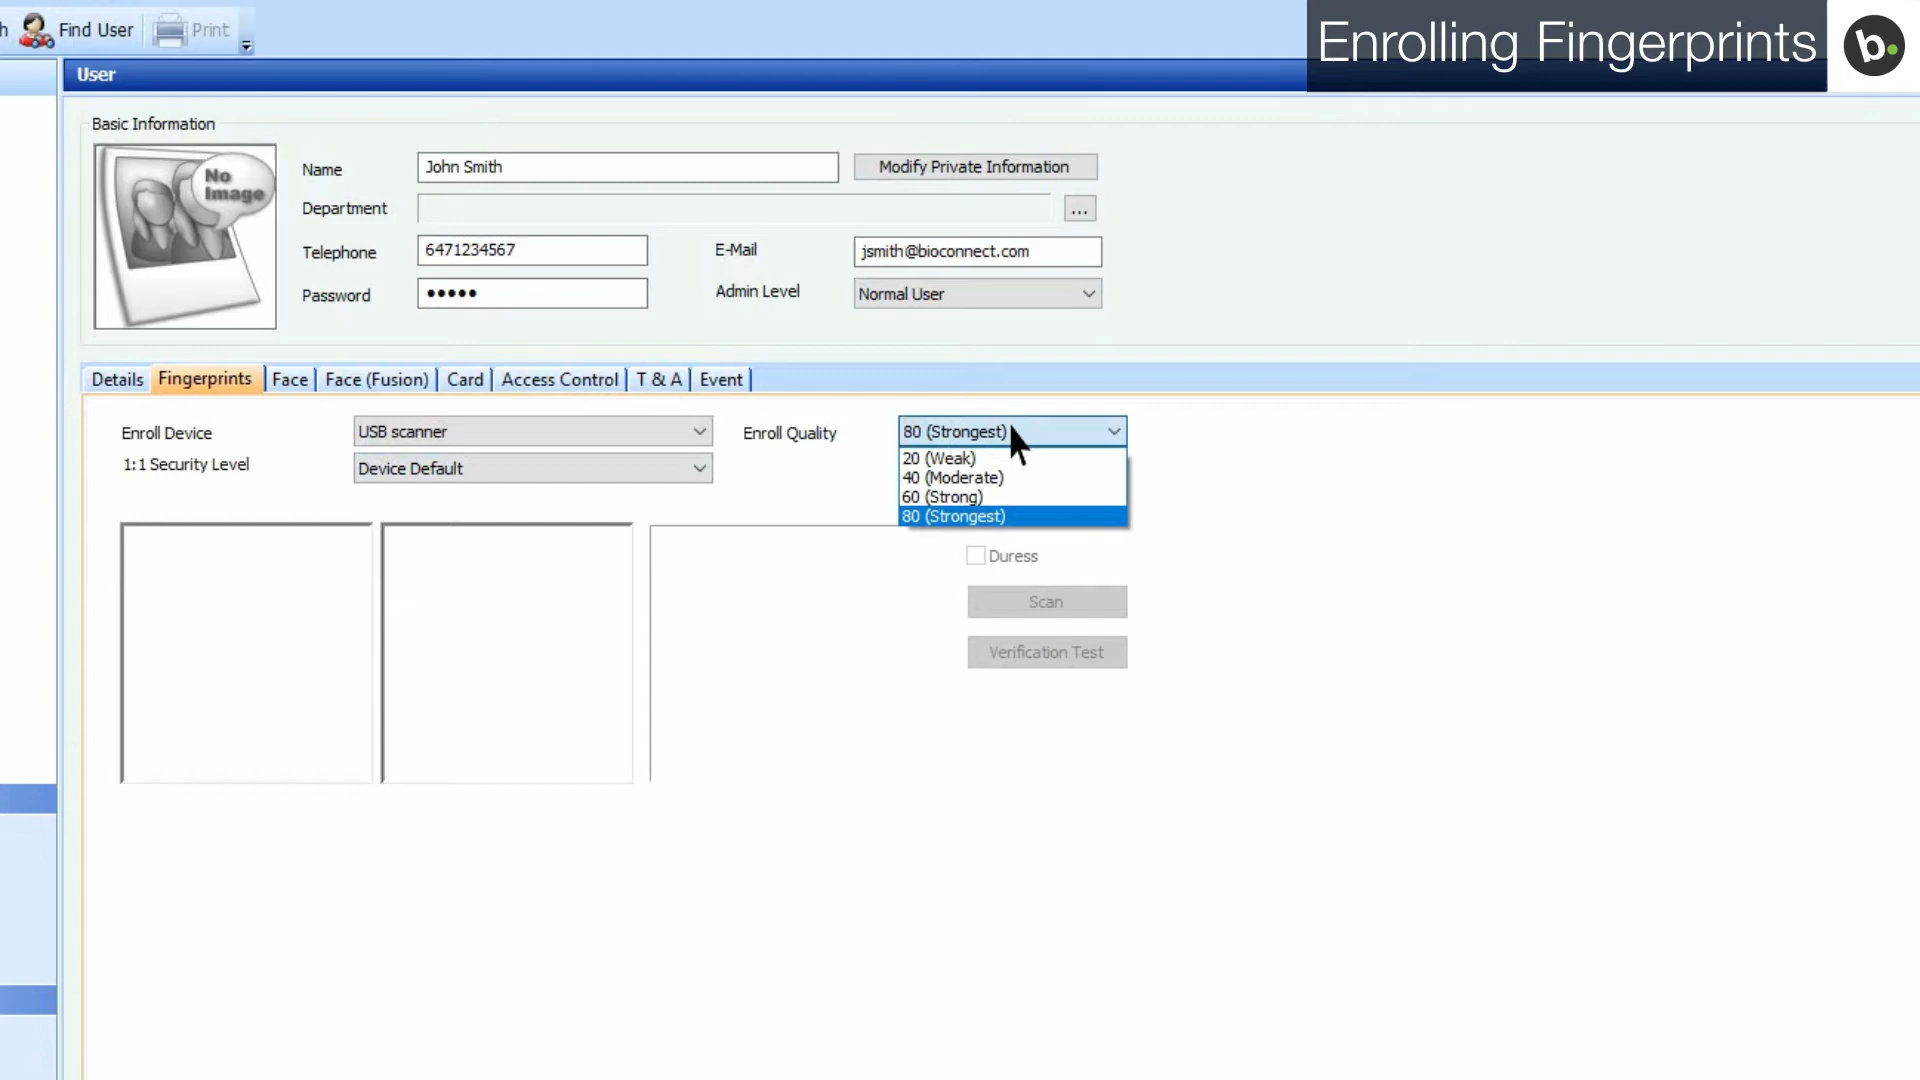 h Find User Print
Enrolling Fingerprints
b.
User
Basic Information
No
Image
Name John Smith Modify Private Information
Department ...
Telephone 6471234567 E-Mail jsmith@bioconnect.com
Password ••••• Admin Level Normal User
Details Fingerprints Face Face (Fusion) Card Access Control T & A Event
Enroll Device USB scanner Enroll Quality 80 (Strongest)
1:1 Security Level Device Default
20 (Weak)
40 (Moderate)
60 (Strong)
80 (Strongest)
Duress
Scan
Verification Test